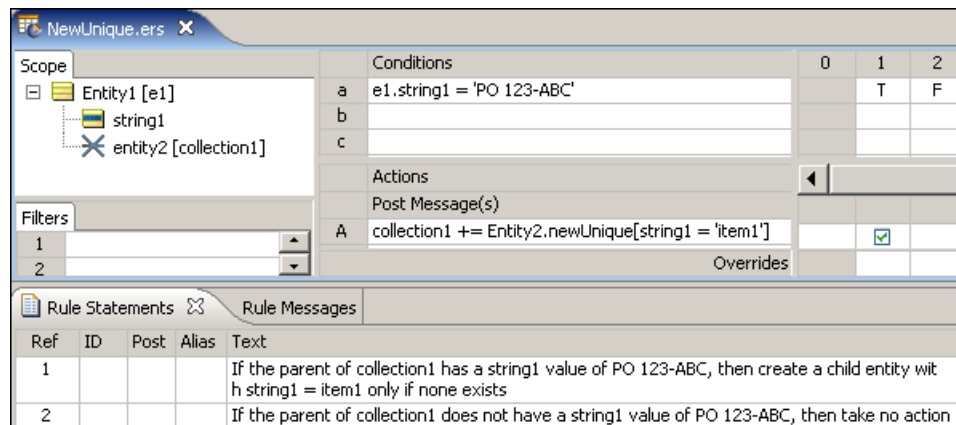 NewUnique.ers
Scope
Entity1 [e1]
string1
entity2 [collection1]
Filters
1
2
Conditions 0 1 2
a e1.string1 = 'PO 123-ABC' T F
b
c
Actions
Post Message(s)
A collection1 += Entity2.newUnique[string1 = 'item1']
Overrides
Rule Statements Rule Messages
Ref ID Post Alias Text
1 If the parent of collection1 has a string1 value of PO 123-ABC, then create a child entity wit
h string1 = item1 only if none exists
2 If the parent of collection1 does not have a string1 value of PO 123-ABC, then take no action